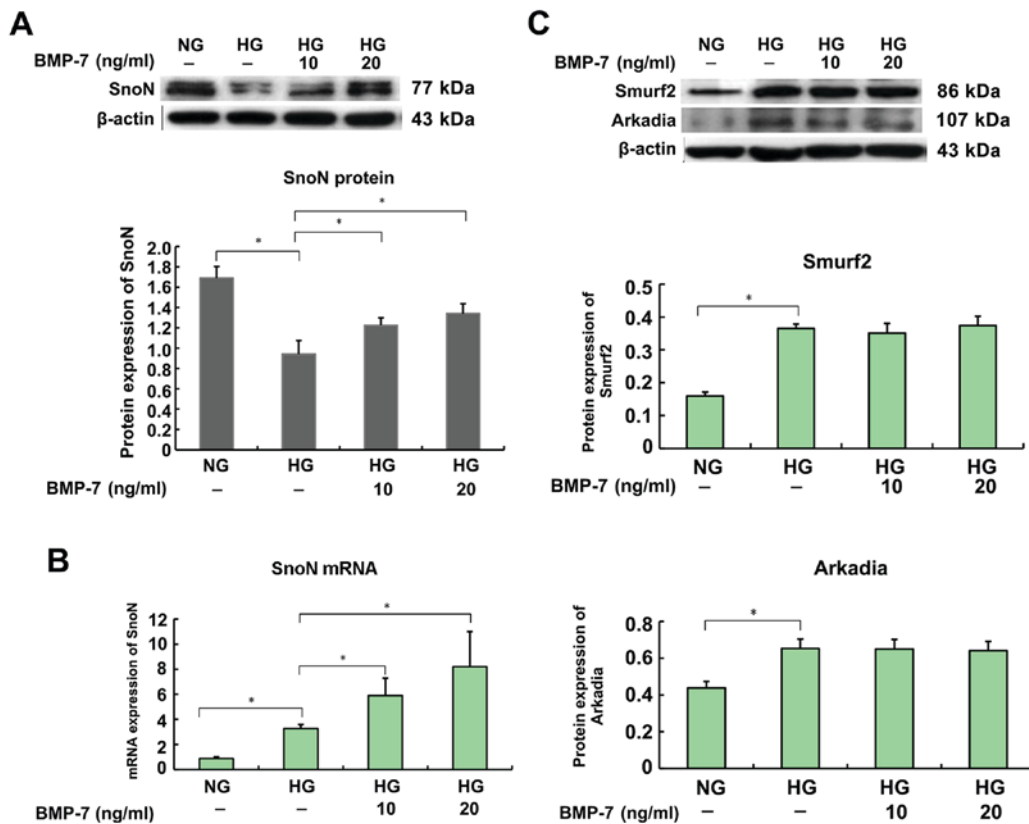 A
NG HG HG HG
BMP-7 (ng/ml) – – 10 20
SnoN 77 kDa
β-actin 43 kDa
SnoN protein
* * *
Protein expression of SnoN
2.0
1.8
1.6
1.4
1.2
1.0
0.8
0.6
0.4
0.2
0.0
NG HG HG HG
BMP-7 (ng/ml) – – 10 20
B
SnoN mRNA
* * *
mRNA expression of SnoN
12
10
8
6
4
2
0
NG HG HG HG
BMP-7 (ng/ml) – – 10 20
C
NG HG HG HG
BMP-7 (ng/ml) – – 10 20
Smurf2 86 kDa
Arkadia 107 kDa
β-actin 43 kDa
Smurf2
*
Protein expression of
Smurf2
0.5
0.4
0.3
0.2
0.1
0
NG HG HG HG
BMP-7 (ng/ml) – – 10 20
Arkadia
*
Protein expression of
Arkadia
0.8
0.6
0.4
0.2
0
NG HG HG HG
BMP-7 (ng/ml) – – 10 20